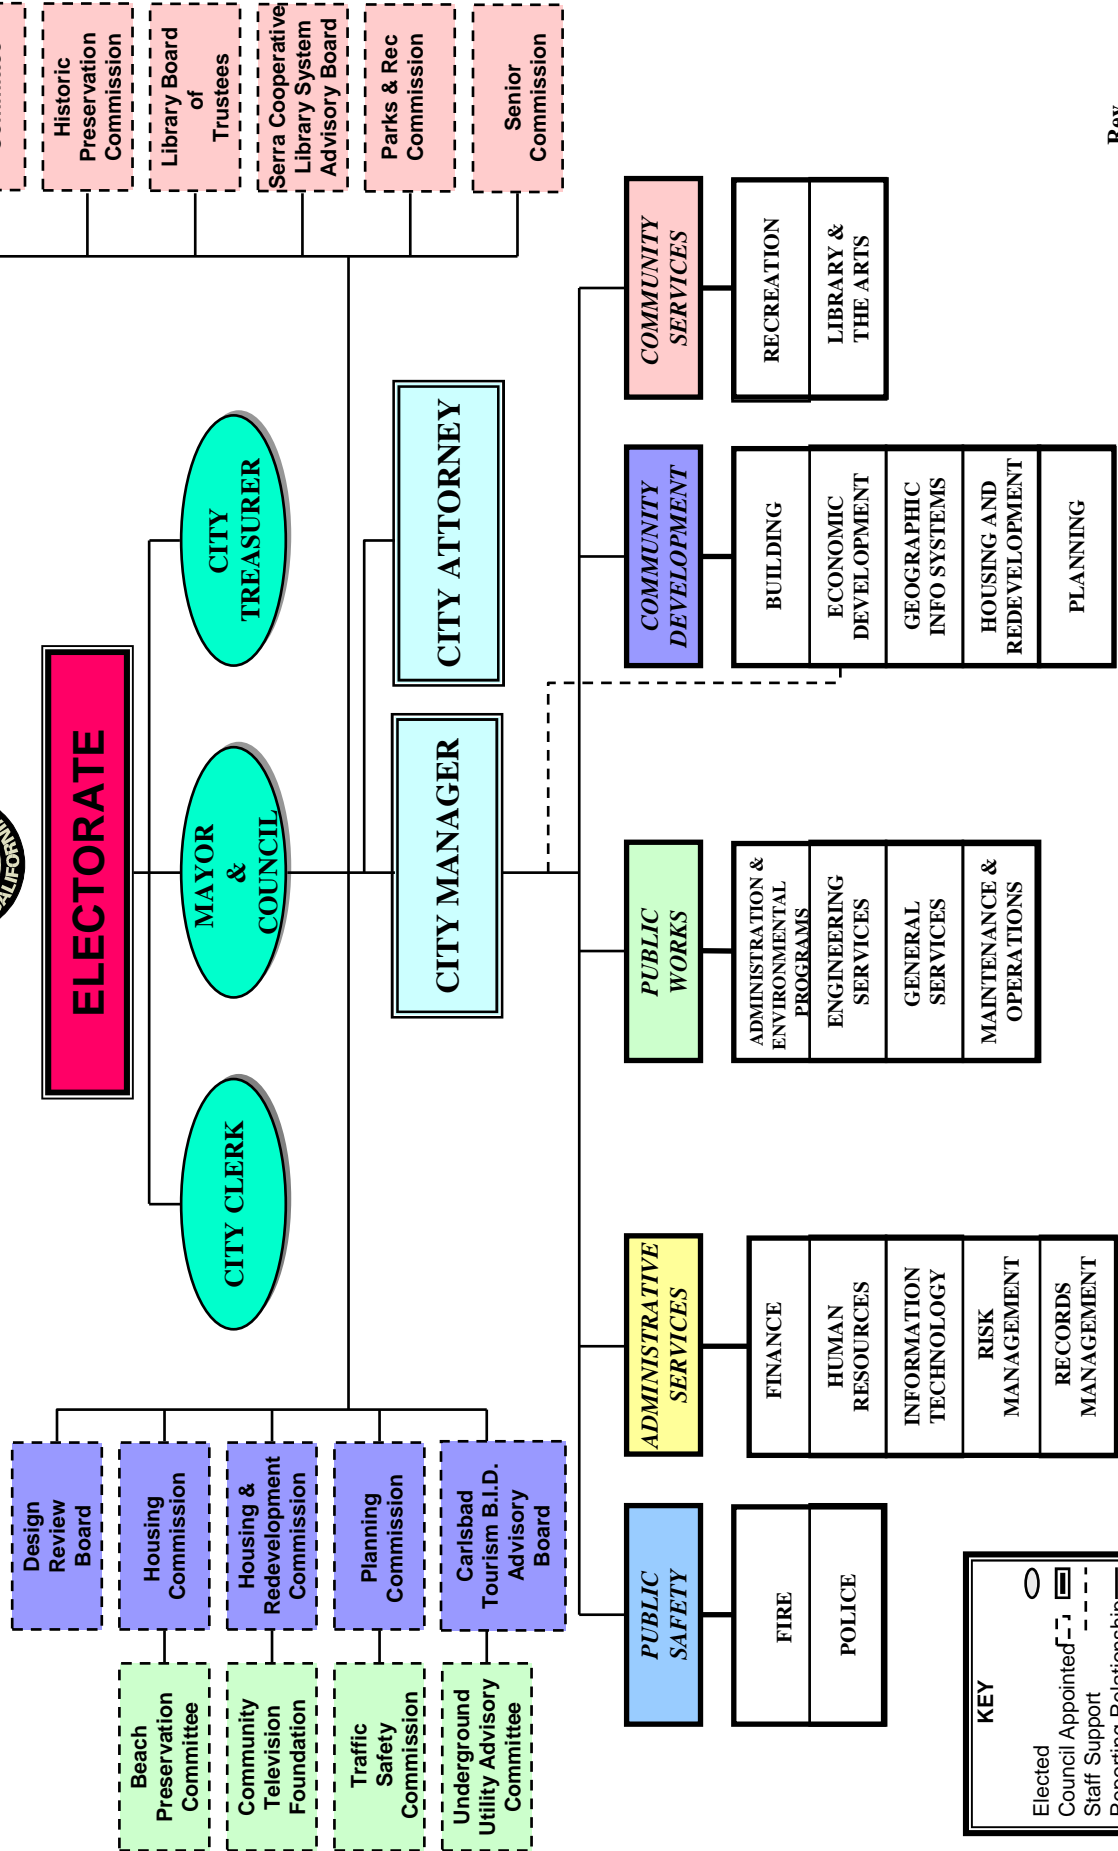 CALIFORNI
ELECTORATE
CITY CLERK
MAYOR
&
COUNCIL
CITY
TREASURER
CITY MANAGER
CITY ATTORNEY
Design
Review
Board
Housing
Commission
Housing &
Redevelopment
Commission
Planning
Commission
Carlsbad
Tourism B.I.D.
Advisory
Board
Beach
Preservation
Committee
Community
Television
Foundation
Traffic
Safety
Commission
Underground
Utility Advisory
Committee
Historic
Preservation
Commission
Library Board
of
Trustees
Serra Cooperative
Library System
Advisory Board
Parks & Rec
Commission
Senior
Commission
PUBLIC
SAFETY
FIRE
POLICE
ADMINISTRATIVE
SERVICES
FINANCE
HUMAN
RESOURCES
INFORMATION
TECHNOLOGY
RISK
MANAGEMENT
RECORDS
MANAGEMENT
PUBLIC
WORKS
ADMINISTRATION &
ENVIRONMENTAL
PROGRAMS
ENGINEERING
SERVICES
GENERAL
SERVICES
MAINTENANCE &
OPERATIONS
COMMUNITY
DEVELOPMENT
BUILDING
ECONOMIC
DEVELOPMENT
GEOGRAPHIC
INFO SYSTEMS
HOUSING AND
REDEVELOPMENT
PLANNING
COMMUNITY
SERVICES
RECREATION
LIBRARY &
THE ARTS
KEY
Elected
Council Appointed
Staff Support
Reporting Relationship
Rev